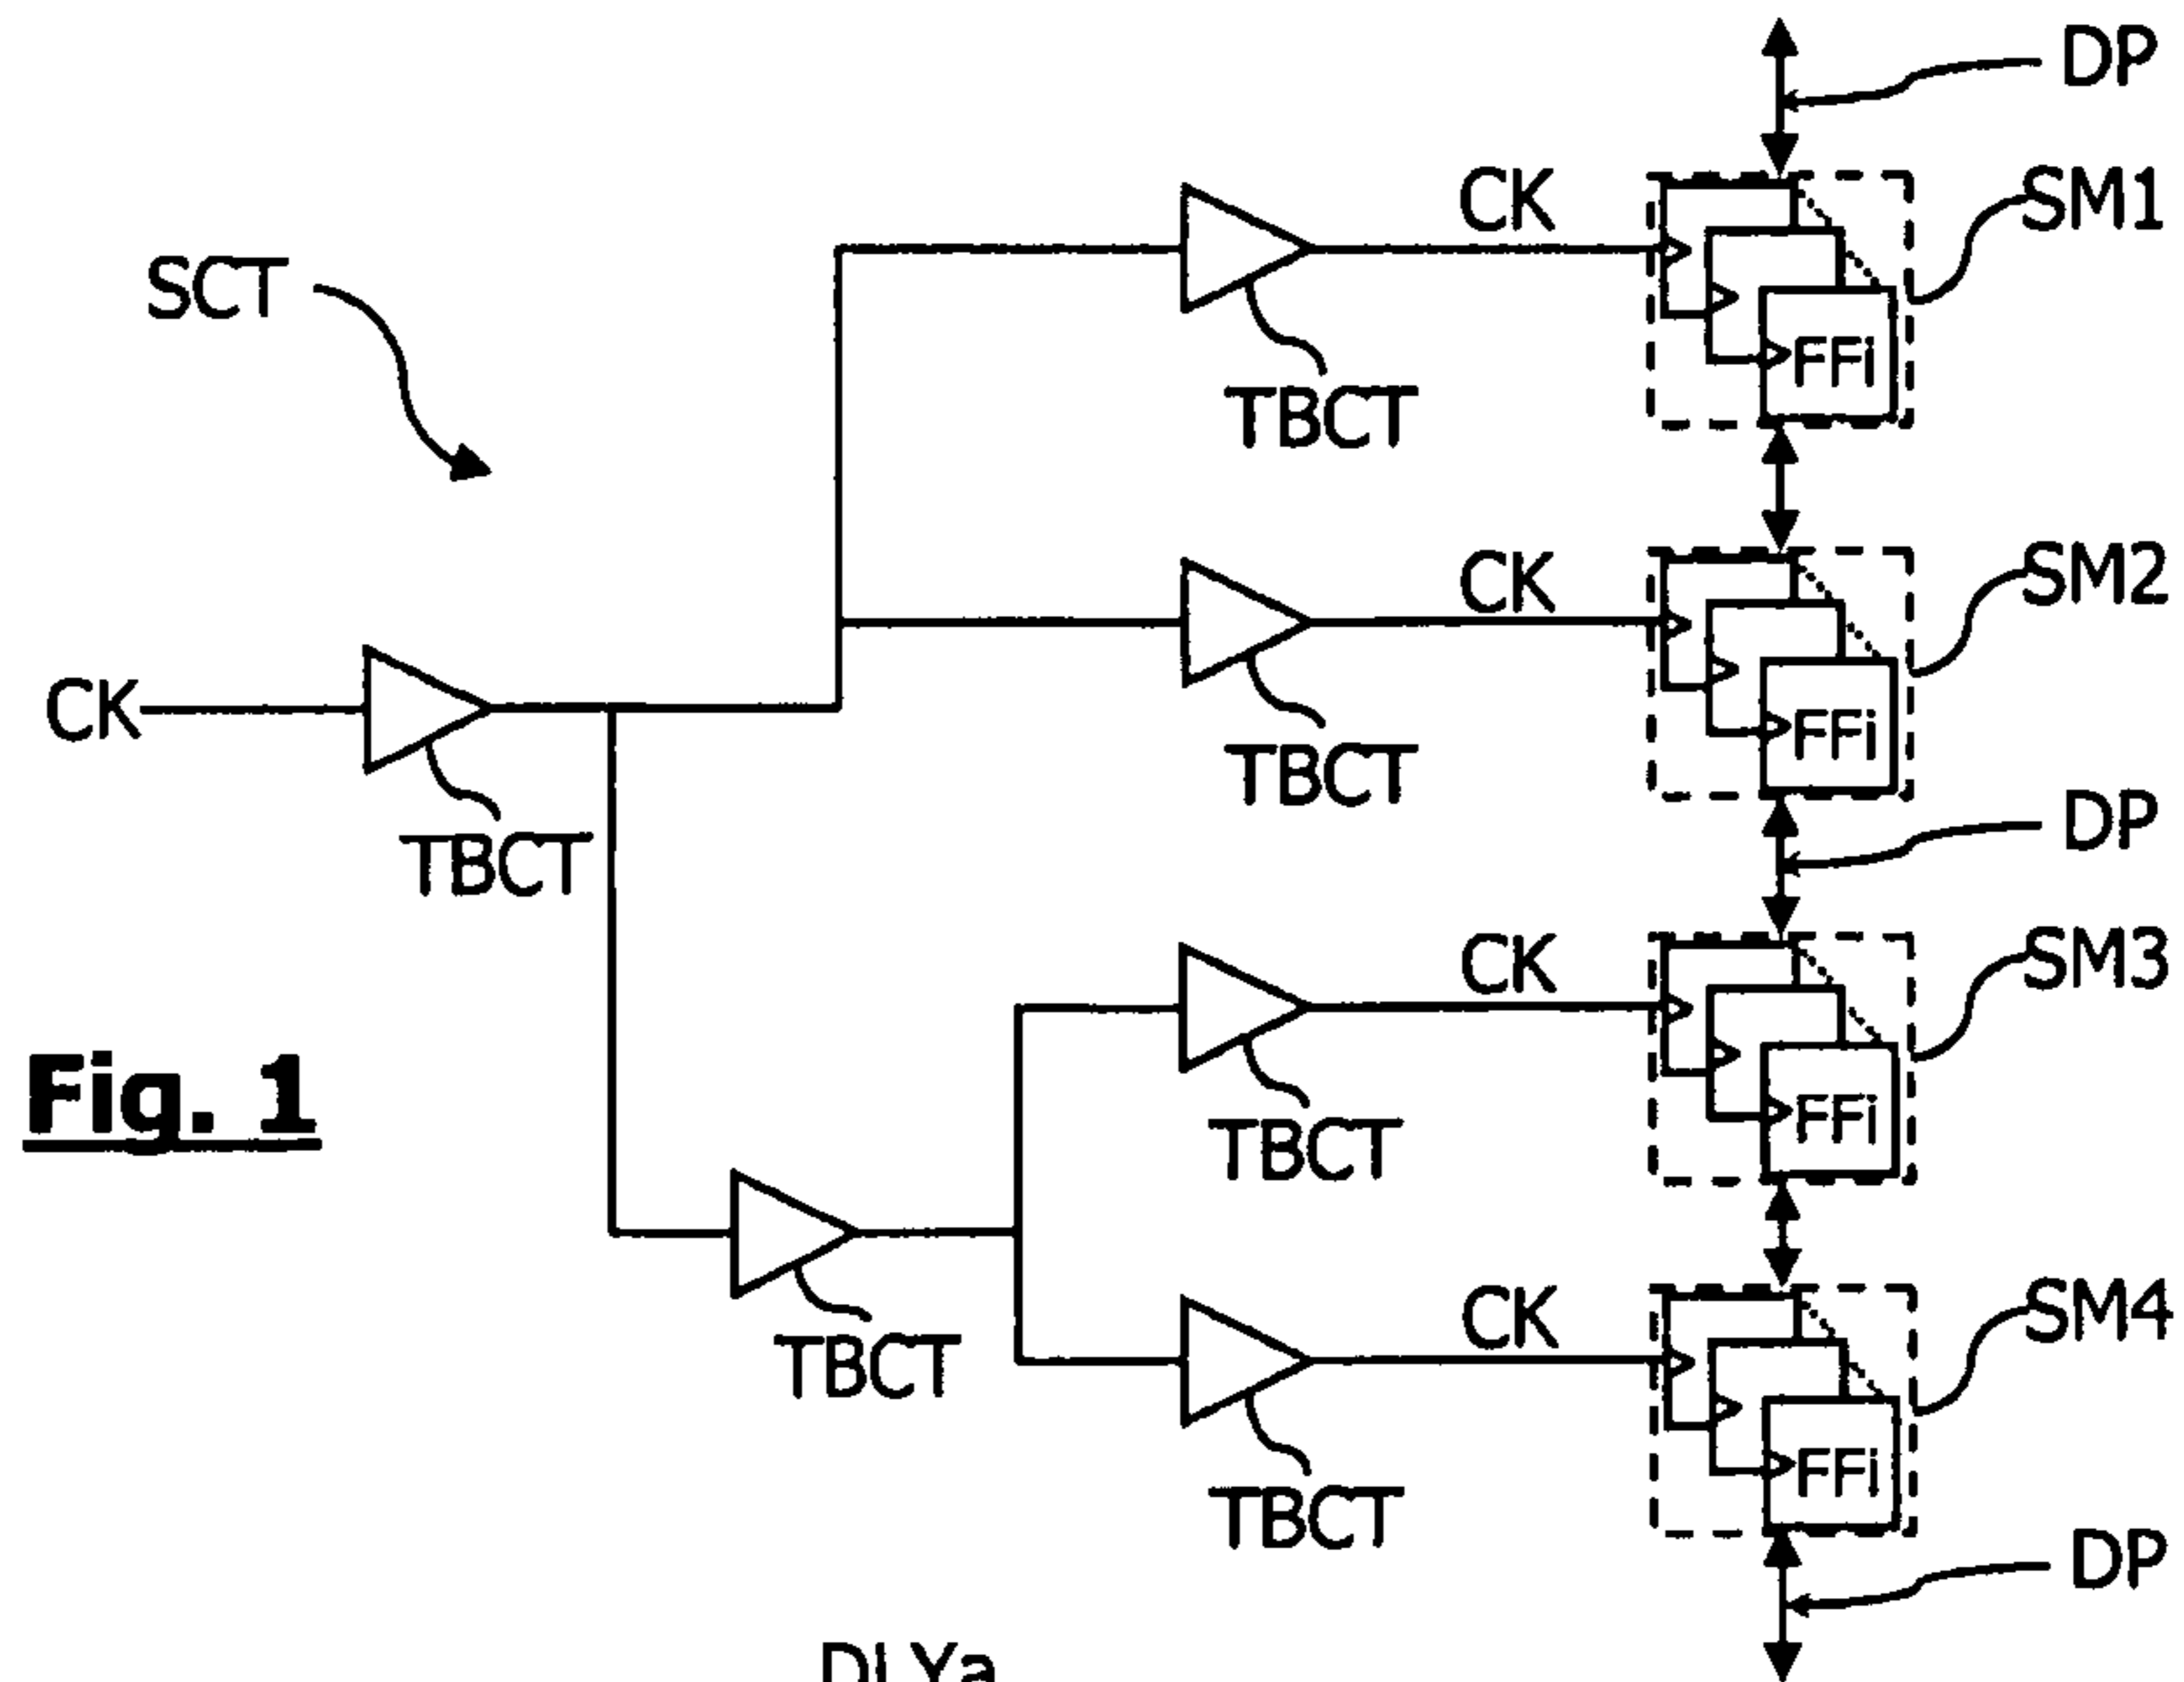 DP
CK
SM1
SCT
FFi
TBCT
CK
SM2
CK
FFi
TBCT
DP
TBCT
CK
SM3
Fig. 1
FFi
TBCT
CK
SM4
TBCT
FFi
TBCT
DP
DLYa